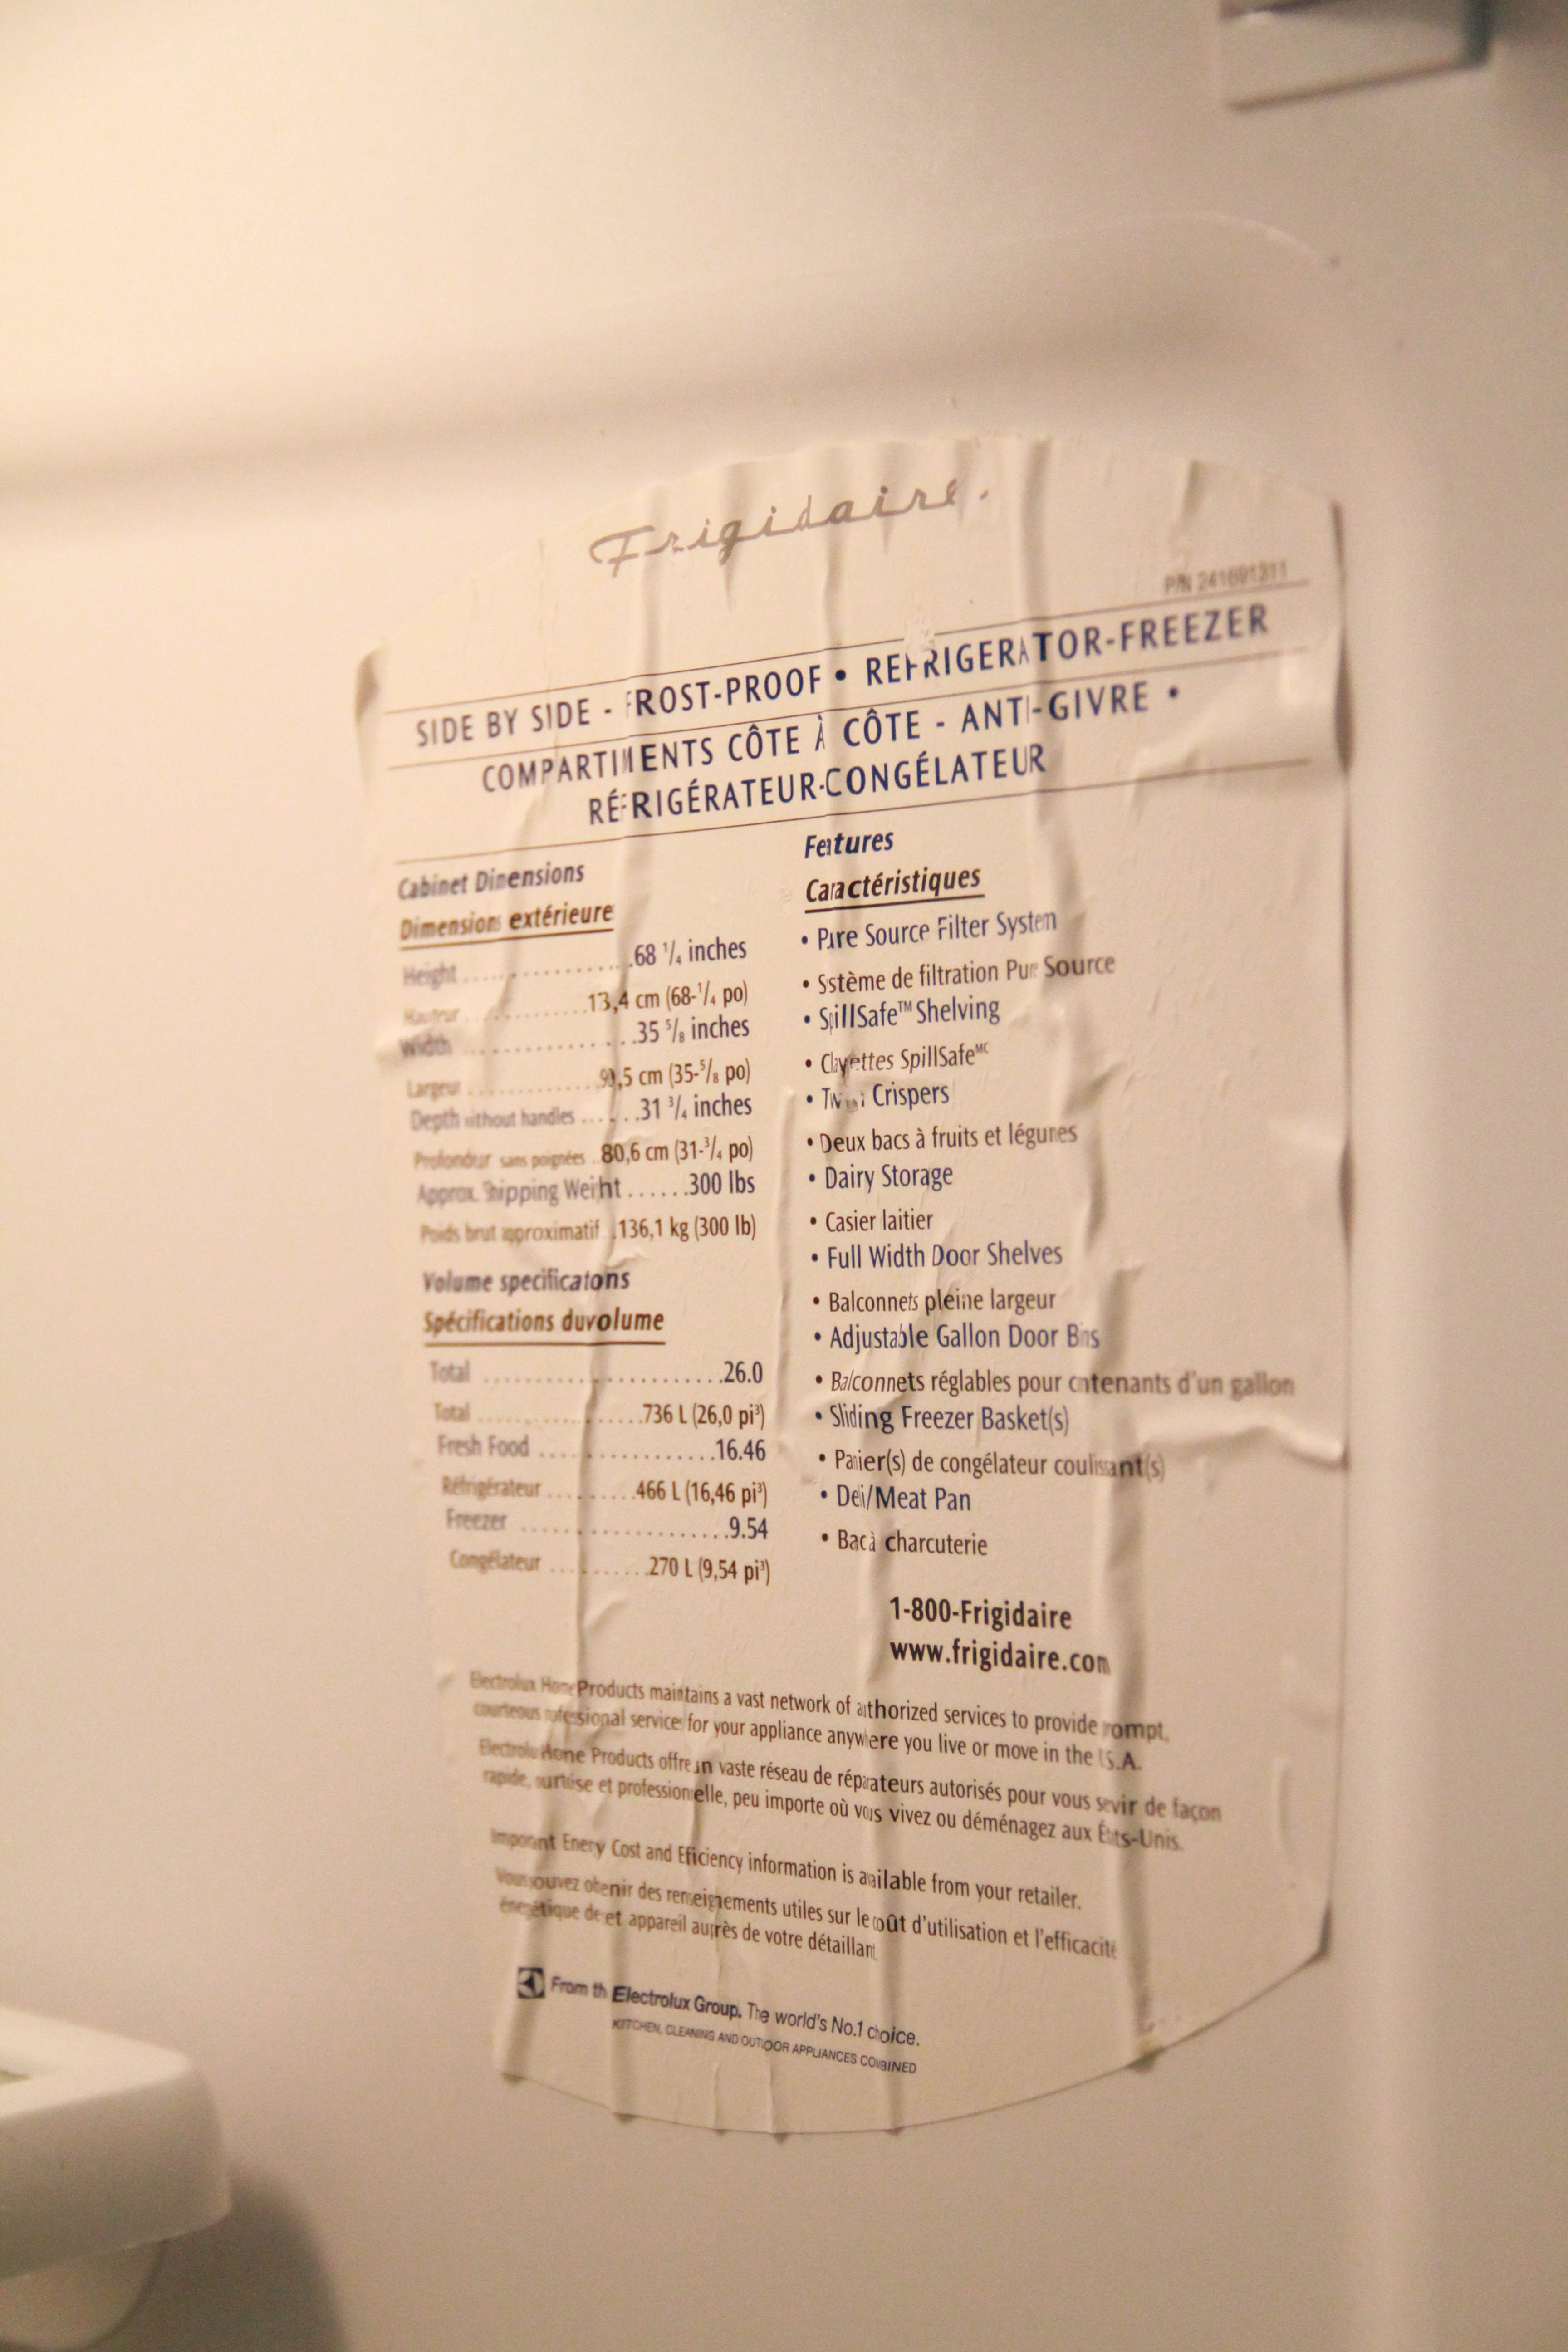 Frigidaire.
P/N 241691311
SIDE BY SIDE - FROST-PROOF • REFRIGERATOR-FREEZER
COMPARTIMENTS CÔTE À CÔTE - ANTI-GIVRE •
RÉFRIGÉRATEUR-CONGÉLATEUR
Cabinet Dimensions
Dimensions extérieure
Height ..................68 1/4 inches
Hauteur ..............173,4 cm (68-1/4 po)
Width ..................35 5/8 inches
Largeur ..............90,5 cm (35-5/8 po)
Depth without handles ......31 3/4 inches
Profondeur sans poignées ..80,6 cm (31-3/4 po)
Approx. Shipping Weight ......300 lbs
Poids brut approximatif .136,1 kg (300 lb)
Volume specifications
Spécifications du volume
Total ........................26.0
Total ....................736 L (26,0 pi³)
Fresh Food ..................16.46
Réfrigérateur ..........466 L (16,46 pi³)
Freezer .....................9.54
Congélateur ...........270 L (9,54 pi³)
Features
Caractéristiques
• Pure Source Filter System
• Sstème de filtration Pure Source
• SpillSafe™ Shelving
• Clayettes SpillSafeMC
• Twin Crispers
• Deux bacs à fruits et légumes
• Dairy Storage
• Casier laitier
• Full Width Door Shelves
• Balconnets pleine largeur
• Adjustable Gallon Door Bins
• Balconnets réglables pour contenants d'un gallon
• Sliding Freezer Basket(s)
• Panier(s) de congélateur coulissant(s)
• Deli/Meat Pan
• Bac à charcuterie
1-800-Frigidaire
www.frigidaire.com
Electrolux Home Products maintains a vast network of authorized services to provide prompt,
courteous professional services for your appliance anywhere you live or move in the U.S.A.
Electrolux Home Products offre un vaste réseau de réparateurs autorisés pour vous servir de façon
rapide, courtoise et professionnelle, peu importe où vous vivez ou déménagez aux États-Unis.
Important Energy Cost and Efficiency information is available from your retailer.
Vous pouvez obtenir des renseignements utiles sur le coût d'utilisation et l'efficacité
énergétique de cet appareil auprès de votre détaillant.
From the Electrolux Group. The world's No.1 choice.
KITCHEN, CLEANING AND OUTDOOR APPLIANCES COMBINED